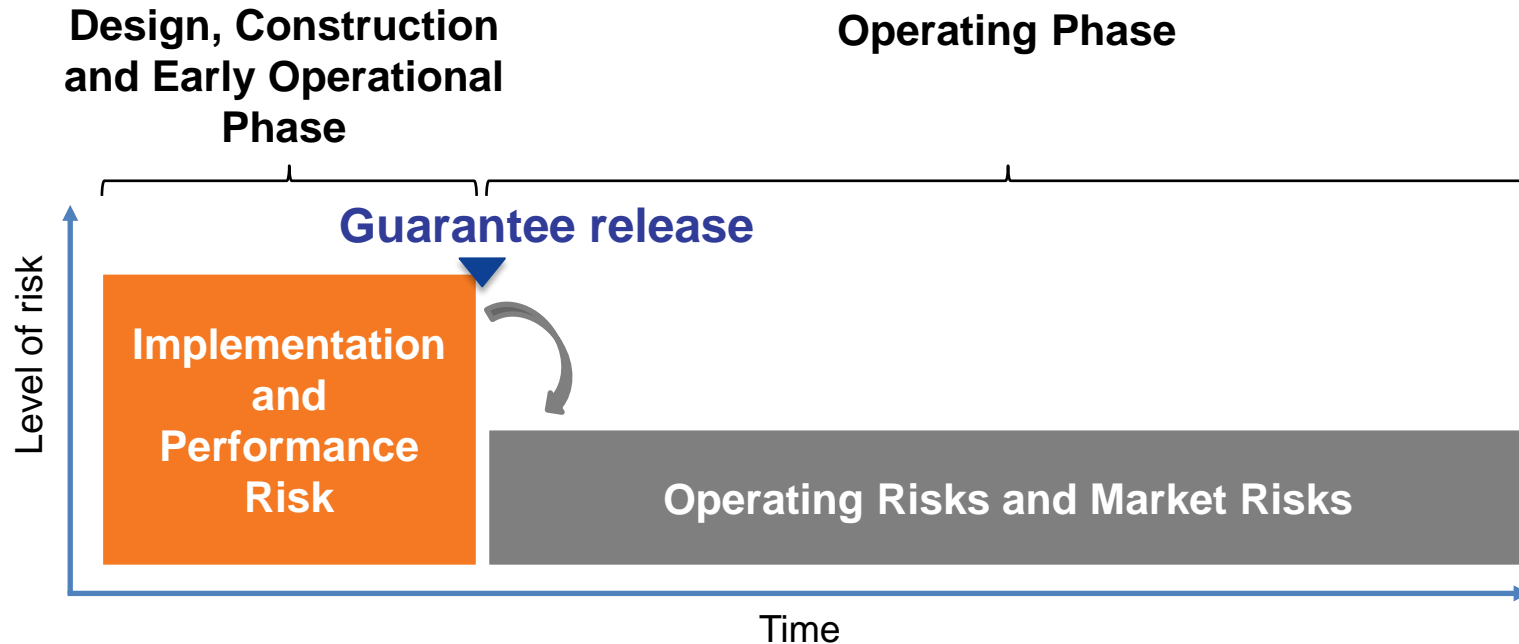 Design, Construction
and Early Operational
Phase
Operating Phase
Guarantee release
Level of risk
Implementation
and
Performance
Risk
Operating Risks and Market Risks
Time